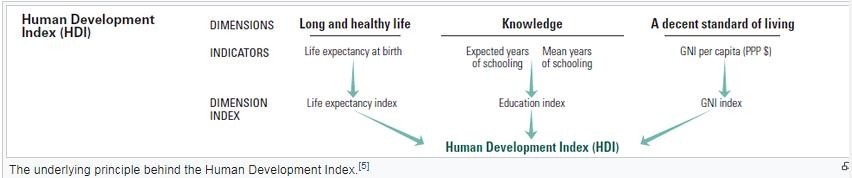 Human Development
Index (HDI)
DIMENSIONS Long and healthy life Knowledge A decent standard of living
INDICATORS Life expectancy at birth Expected years of schooling Mean years of schooling GNI per capita (PPP $)
DIMENSION INDEX Life expectancy index Education index GNI index
Human Development Index (HDI)
The underlying principle behind the Human Development Index.[5]